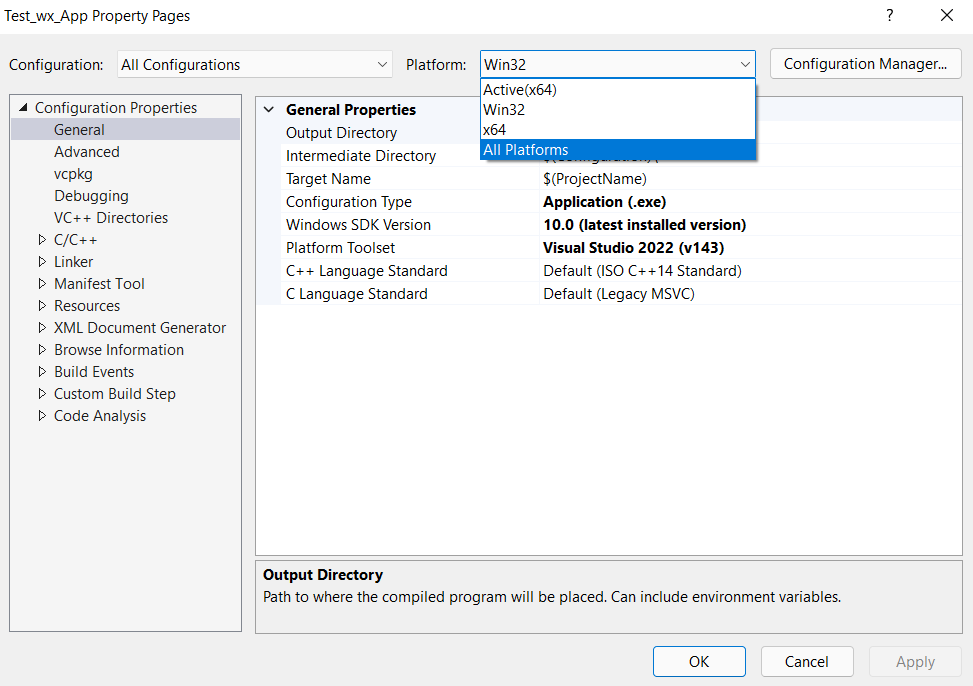 Test_wx_App Property Pages
?
Configuration: All Configurations Platform: Win32 Configuration Manager...
Active(x64)
Win32
x64
All Platforms
Configuration Properties
General
Advanced
vcpkg
Debugging
VC++ Directories
C/C++
Linker
Manifest Tool
Resources
XML Document Generator
Browse Information
Build Events
Custom Build Step
Code Analysis
General Properties
Output Directory
Intermediate Directory
Target Name $(ProjectName)
Configuration Type Application (.exe)
Windows SDK Version 10.0 (latest installed version)
Platform Toolset Visual Studio 2022 (v143)
C++ Language Standard Default (ISO C++14 Standard)
C Language Standard Default (Legacy MSVC)
Output Directory
Path to where the compiled program will be placed. Can include environment variables.
OK Cancel Apply